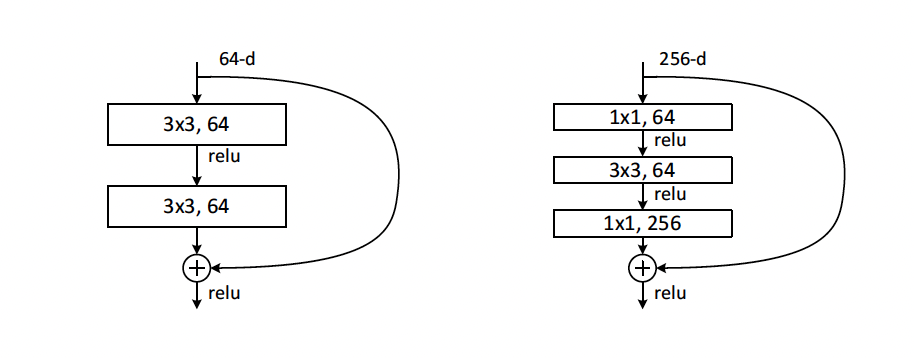 64-d
3x3, 64
relu
3x3, 64
relu
256-d
1x1, 64
relu
3x3, 64
relu
1x1, 256
relu